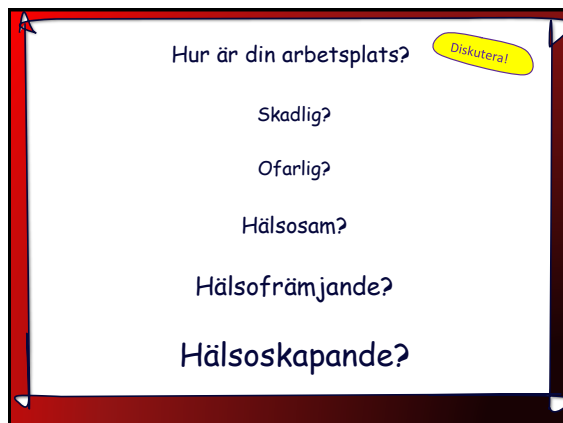 Hur är din arbetsplats?
Diskutera!
Skadlig?
Ofarlig?
Hälsosam?
Hälsofrämjande?
Hälsoskapande?